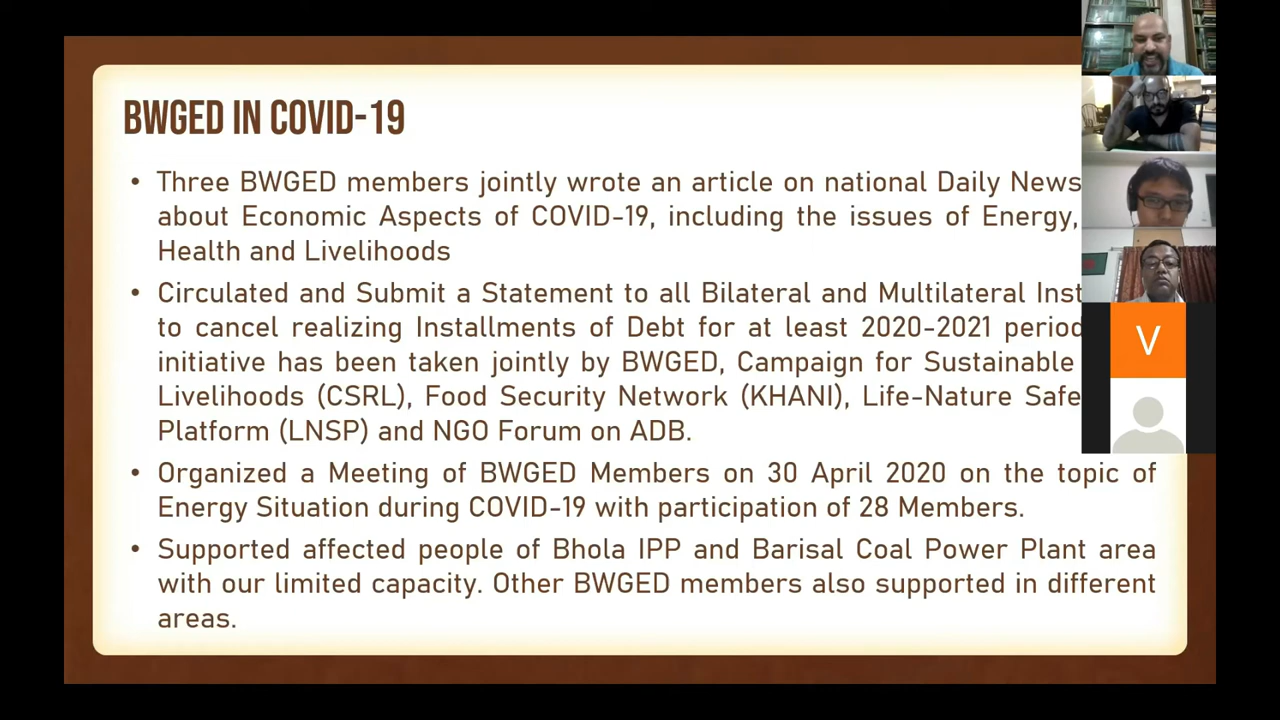 BWGED IN COVID-19
• Three BWGED members jointly wrote an article on national Daily News
about Economic Aspects of COVID-19, including the issues of Energy,
Health and Livelihoods
• Circulated and Submit a Statement to all Bilateral and Multilateral Inst
to cancel realizing Installments of Debt for at least 2020-2021 period
initiative has been taken jointly by BWGED, Campaign for Sustainable
Livelihoods (CSRL), Food Security Network (KHANI), Life-Nature Safe
Platform (LNSP) and NGO Forum on ADB.
• Organized a Meeting of BWGED Members on 30 April 2020 on the topic of
Energy Situation during COVID-19 with participation of 28 Members.
• Supported affected people of Bhola IPP and Barisal Coal Power Plant area
with our limited capacity. Other BWGED members also supported in different
areas.
V